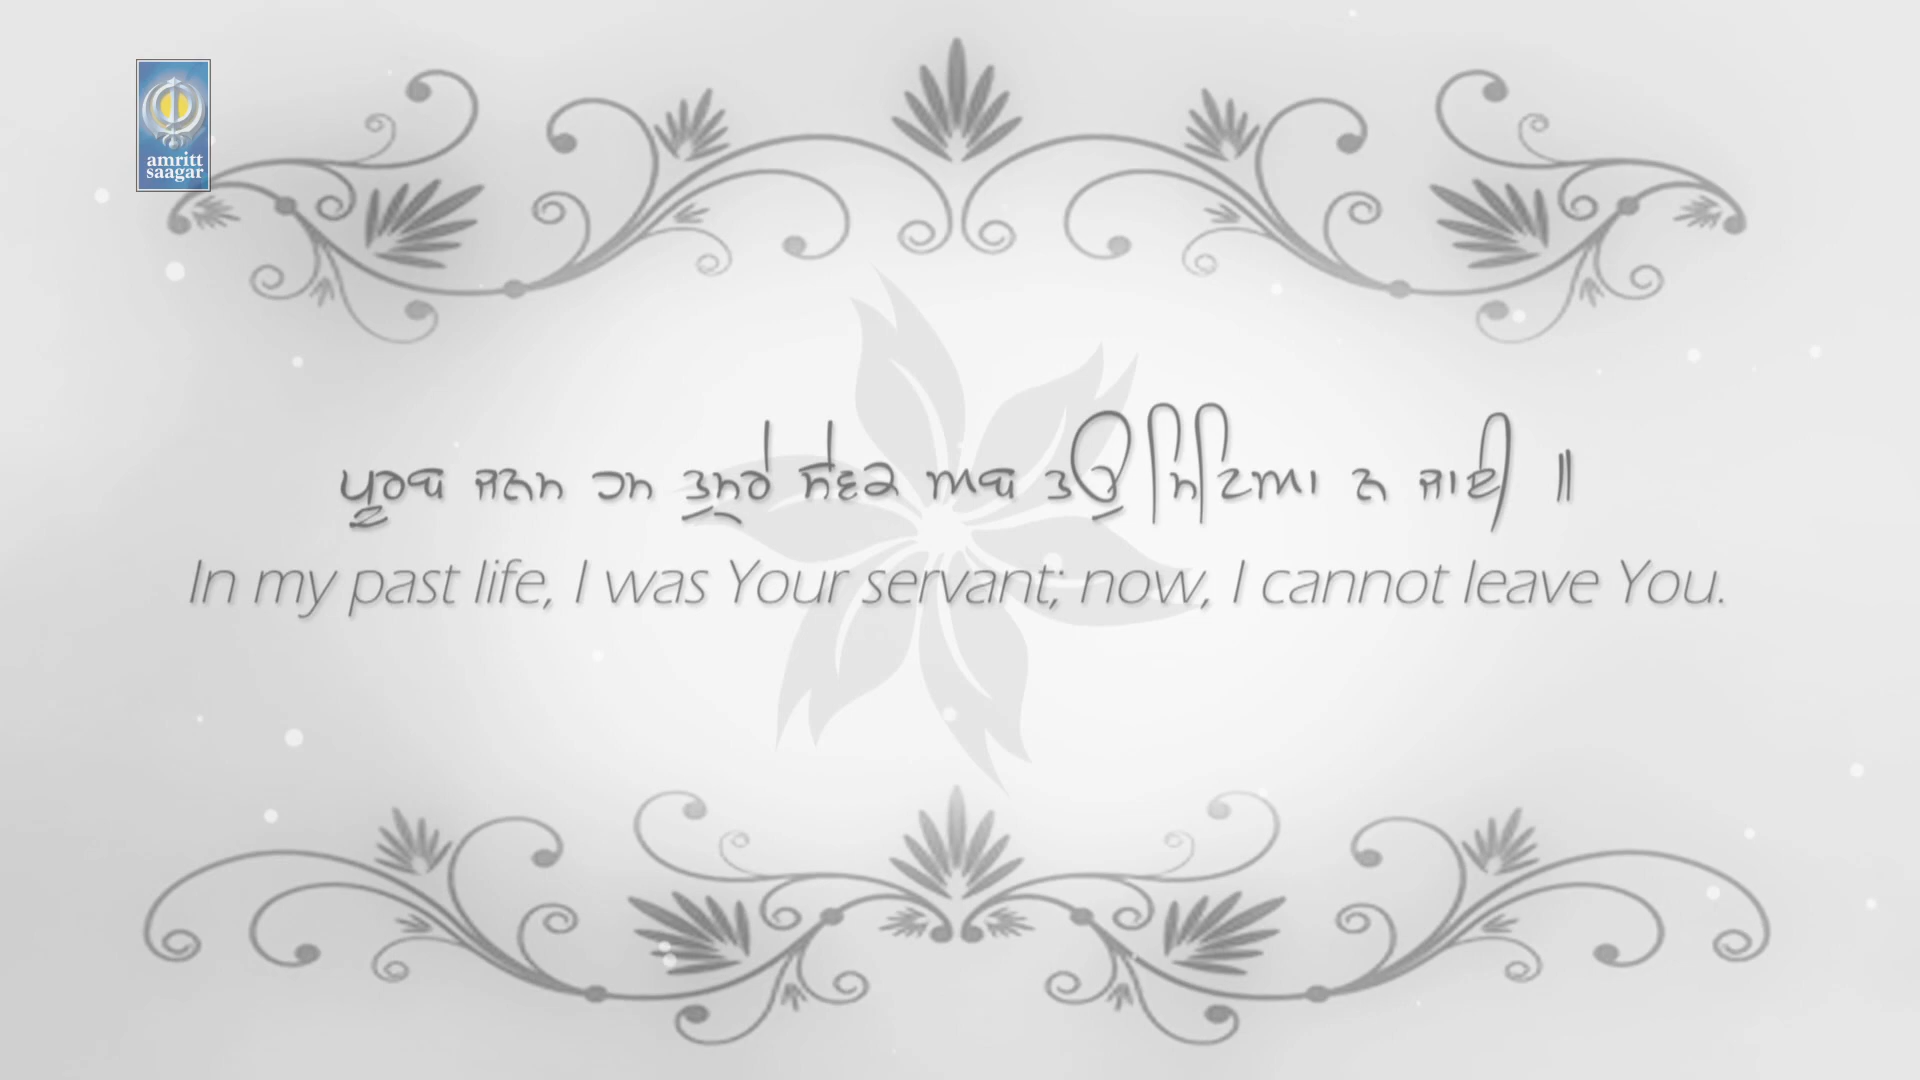 amritt
saagar
ਪੂਰਬ ਜਨਮ ਹਮ ਤੁਮ੍ਰੇ ਸੇਵਕ ਅਬ ਤਉ ਮਿਟਿਆ ਨ ਜਾਈ ॥
In my past life, I was Your servant; now, I cannot leave You.